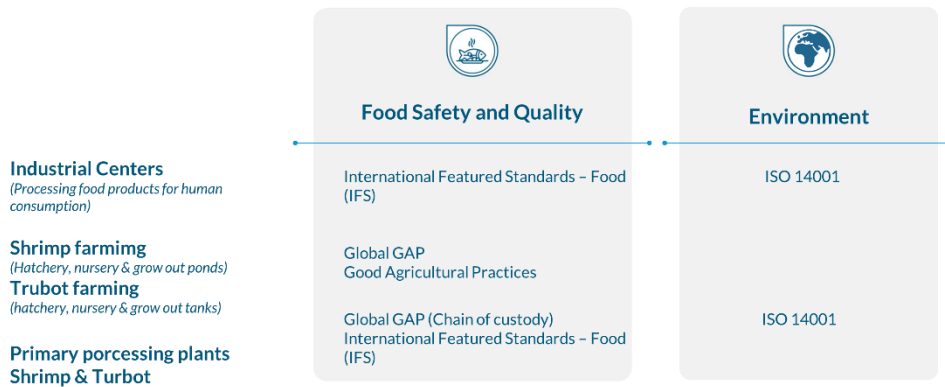 Food Safety and Quality
Environment
Industrial Centers
(Processing food products for human
consumption)
International Featured Standards – Food
(IFS)
ISO 14001
Shrimp farmimg
(Hatchery, nursery & grow out ponds)
Trubot farming
(hatchery, nursery & grow out tanks)
Global GAP
Good Agricultural Practices
Primary porcessing plants
Shrimp & Turbot
Global GAP (Chain of custody)
International Featured Standards – Food
(IFS)
ISO 14001